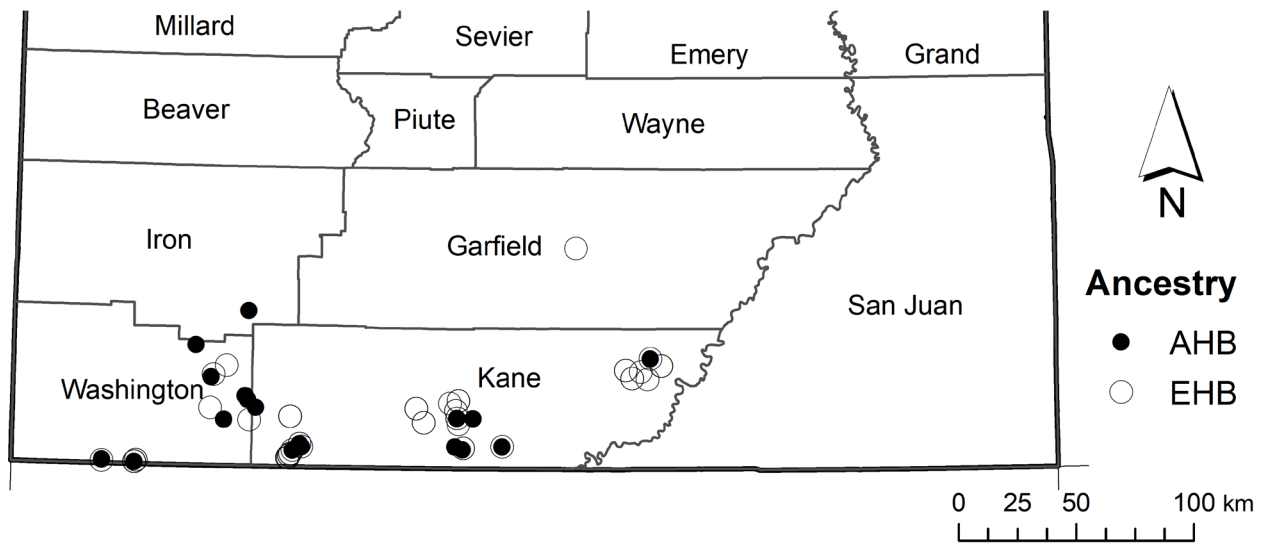 Millard
Sevier
Emery
Grand
Beaver
Piute
Wayne
N
Iron
Garfield
San Juan
Ancestry
AHB
EHB
Washington
Kane
0 25 50 100 km